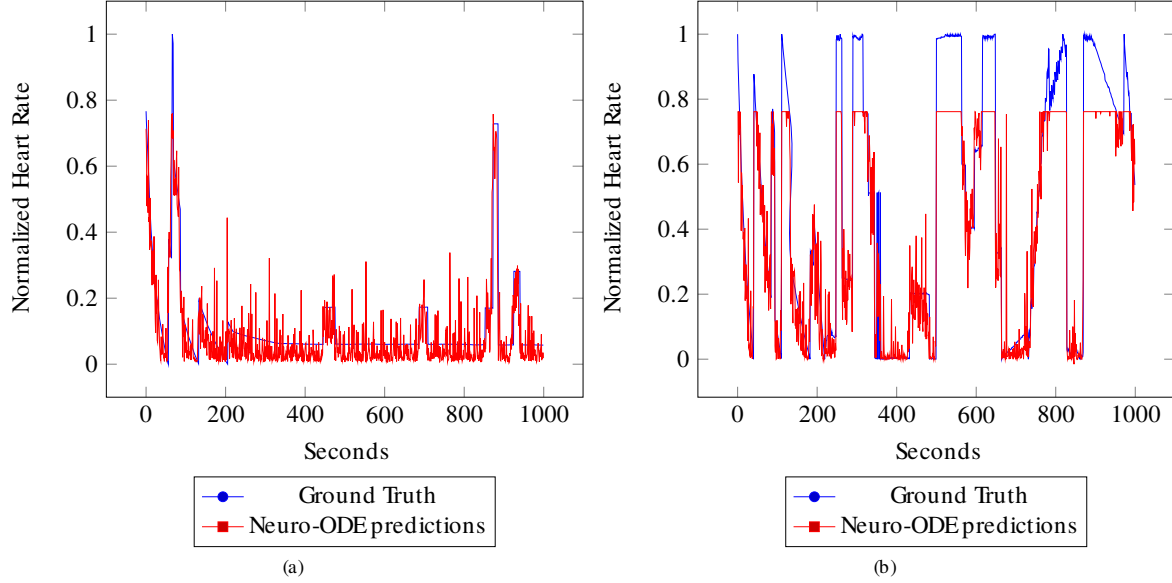 1
0.8
0.6
0.4
0.2
0
Normalized Heart Rate
0 200 400 600 800 1000
Seconds
Ground Truth
Neuro-ODE predictions
(a)
1
0.8
0.6
0.4
0.2
0
Normalized Heart Rate
0 200 400 600 800 1000
Seconds
Ground Truth
Neuro-ODE predictions
(b)